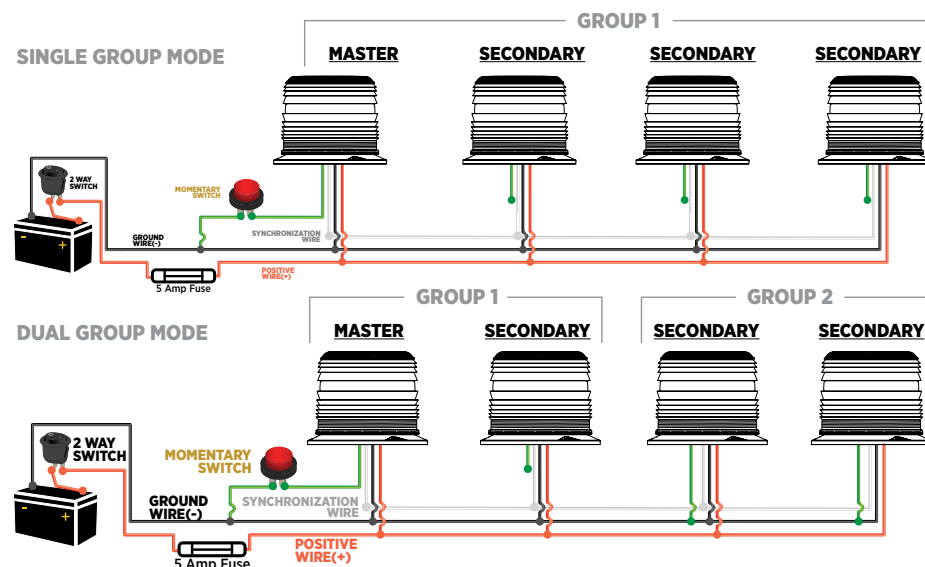 GROUP 1
SINGLE GROUP MODE
MASTER
SECONDARY
SECONDARY
SECONDARY
2 WAY
SWITCH
MOMENTARY
SWITCH
- +
GROUND
WIRE(-)
SYNCHRONIZATION
WIRE
POSITIVE
WIRE(+)
5 Amp Fuse
GROUP 1
GROUP 2
DUAL GROUP MODE
MASTER
SECONDARY
SECONDARY
SECONDARY
2 WAY
SWITCH
MOMENTARY
SWITCH
- +
GROUND
WIRE(-)
SYNCHRONIZATION
WIRE
POSITIVE
WIRE(+)
5 Amp Fuse